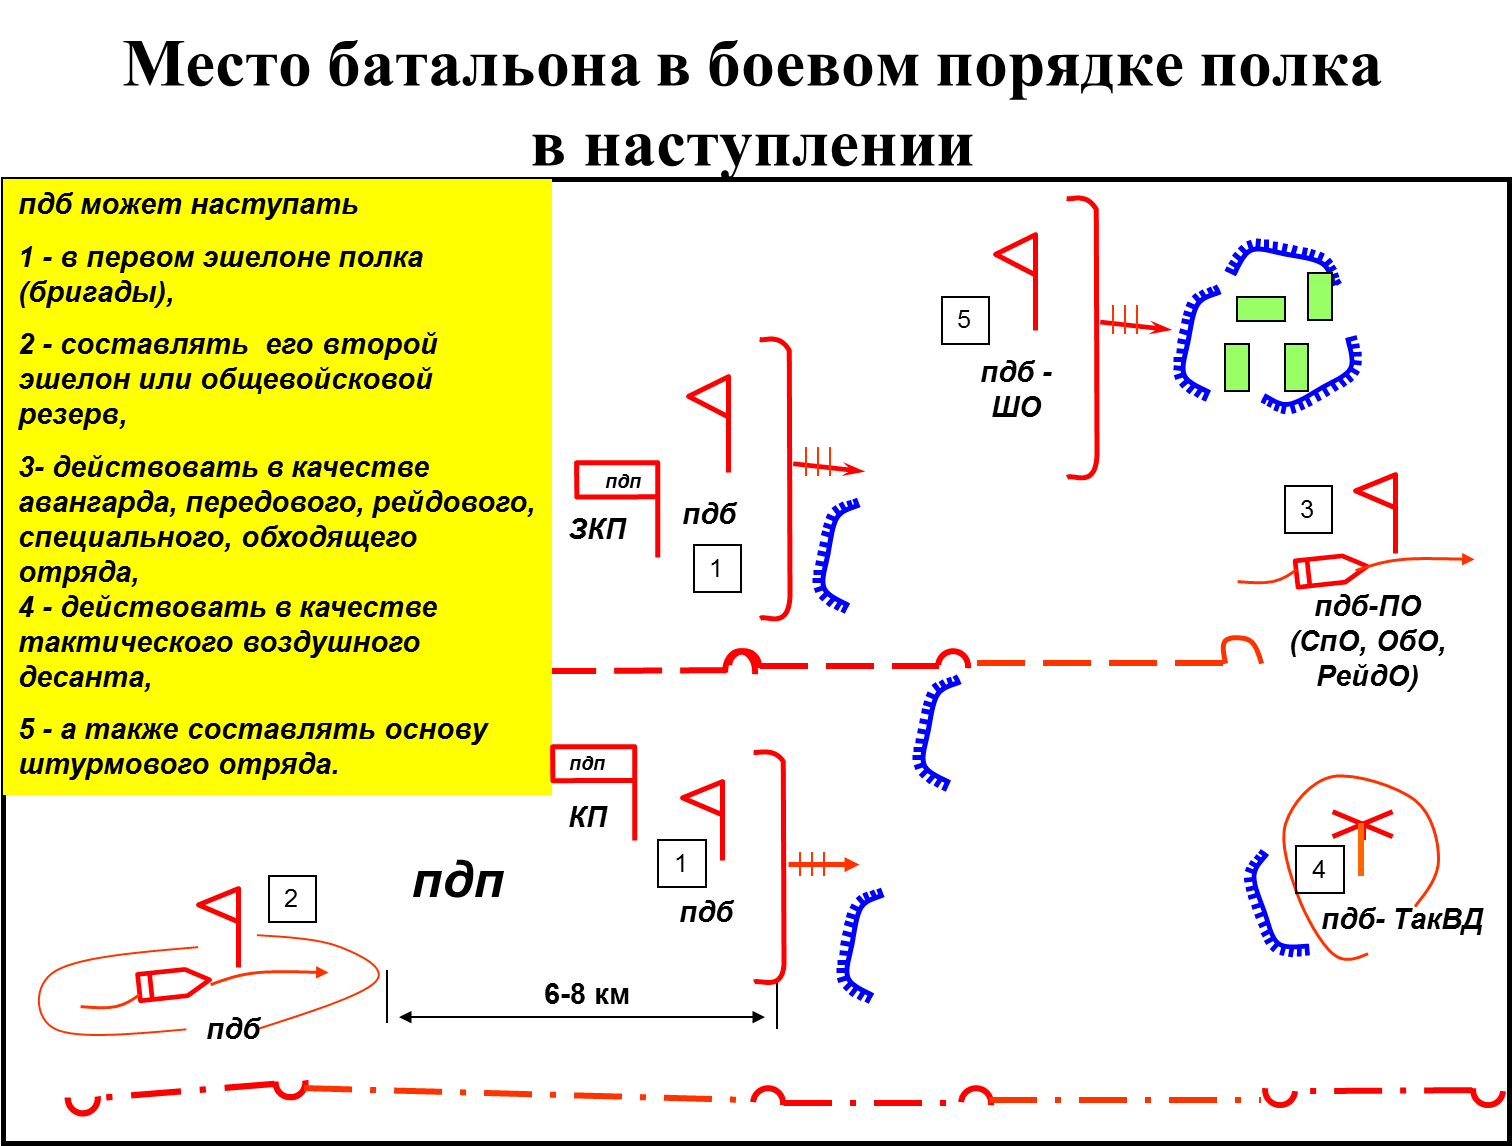 Место батальона в боевом порядке полка
в наступлении
пдб может наступать
1 - в первом эшелоне полка
(бригады),
2 - составлять его второй
эшелон или общевойсковой
резерв,
3- действовать в качестве
авангарда, передового, рейдового,
специального, обходящего
отряда,
4 - действовать в качестве
тактического воздушного
десанта,
5 - а также составлять основу
штурмового отряда.
5
пдб -
ШО
пдп
ЗКП
пдб
1
3
пдб-ПО
(СпО, ОбО,
РейдО)
пдп
КП
1
пдб
4
пдб- ТакВД
пдп
2
пдб
6-8 км